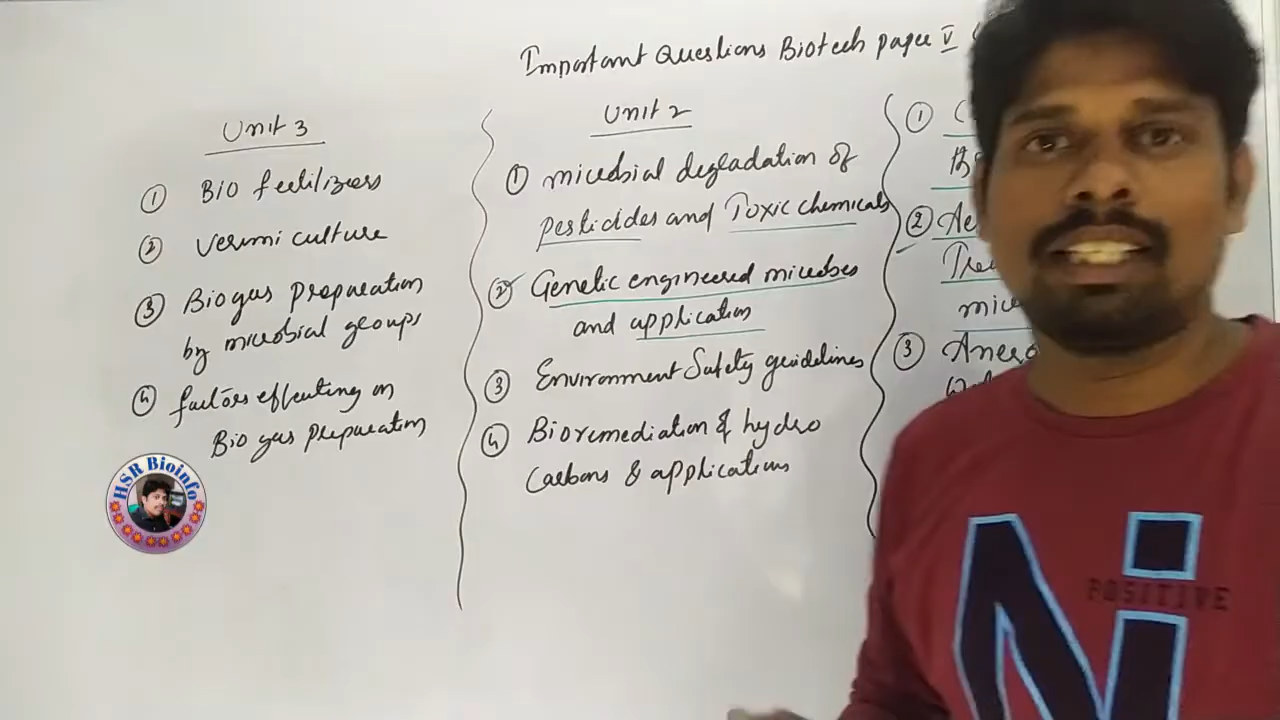 Important Questions Biotech paper V
Unit 3
① Bio fertilizers
② Vermi culture
③ Biogas preparation
by microbial groups
④ factors effecting on
Bio gas preparation
Unit 2
① microbial degradation of
pesticides and Toxic chemicals
② Genetic engineered microbes
and application
③ Environment Safety guidelines
④ Bioremediation of hydro
Carbons & applications
①
②
③
HSR Bioinfo
POSITIVE